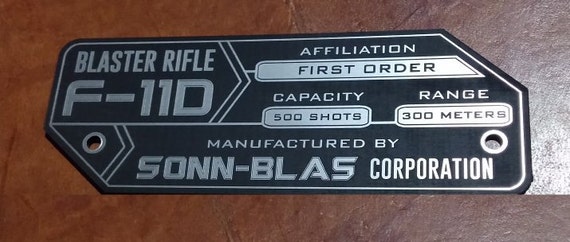 BLASTER RIFLE
F-11D
AFFILIATION
FIRST ORDER
CAPACITY
500 SHOTS
RANGE
300 METERS
MANUFACTURED BY
SONN-BLAS CORPORATION